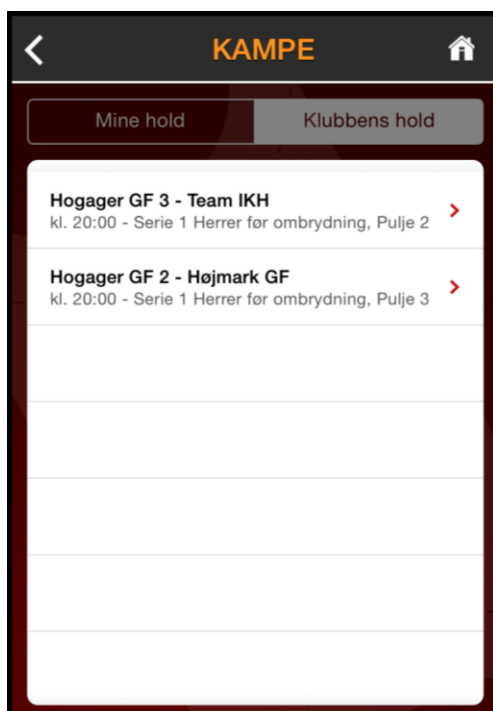 KAMPE
Mine hold
Klubbens hold
Hogager GF 3 - Team IKH
kl. 20:00 - Serie 1 Herrer før ombrydning, Pulje 2
Hogager GF 2 - Højmark GF
kl. 20:00 - Serie 1 Herrer før ombrydning, Pulje 3